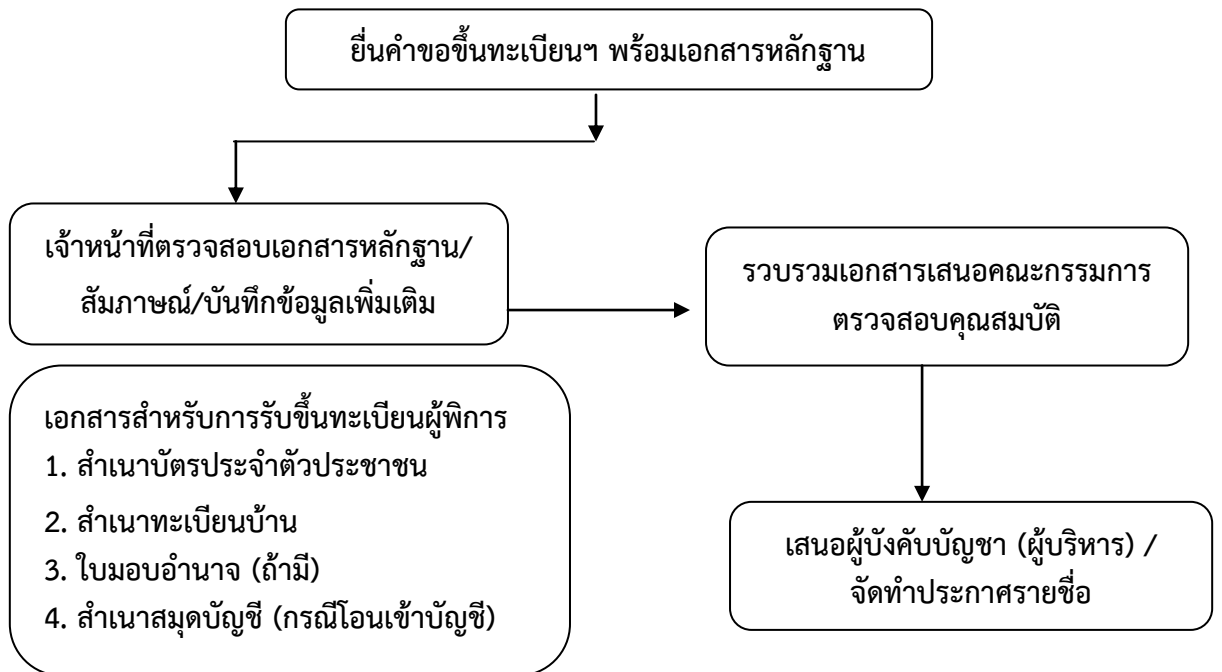 ยื่นคำขอขึ้นทะเบียนฯ พร้อมเอกสารหลักฐาน
เจ้าหน้าที่ตรวจสอบเอกสารหลักฐาน/
สัมภาษณ์/บันทึกข้อมูลเพิ่มเติม
รวบรวมเอกสารเสนอคณะกรรมการ
ตรวจสอบคุณสมบัติ
เอกสารสำหรับการรับขึ้นทะเบียนผู้พิการ
1. สำเนาบัตรประจำตัวประชาชน
2. สำเนาทะเบียนบ้าน
3. ใบมอบอำนาจ (ถ้ามี)
4. สำเนาสมุดบัญชี (กรณีโอนเข้าบัญชี)
เสนอผู้บังคับบัญชา (ผู้บริหาร) /
จัดทำประกาศรายชื่อ